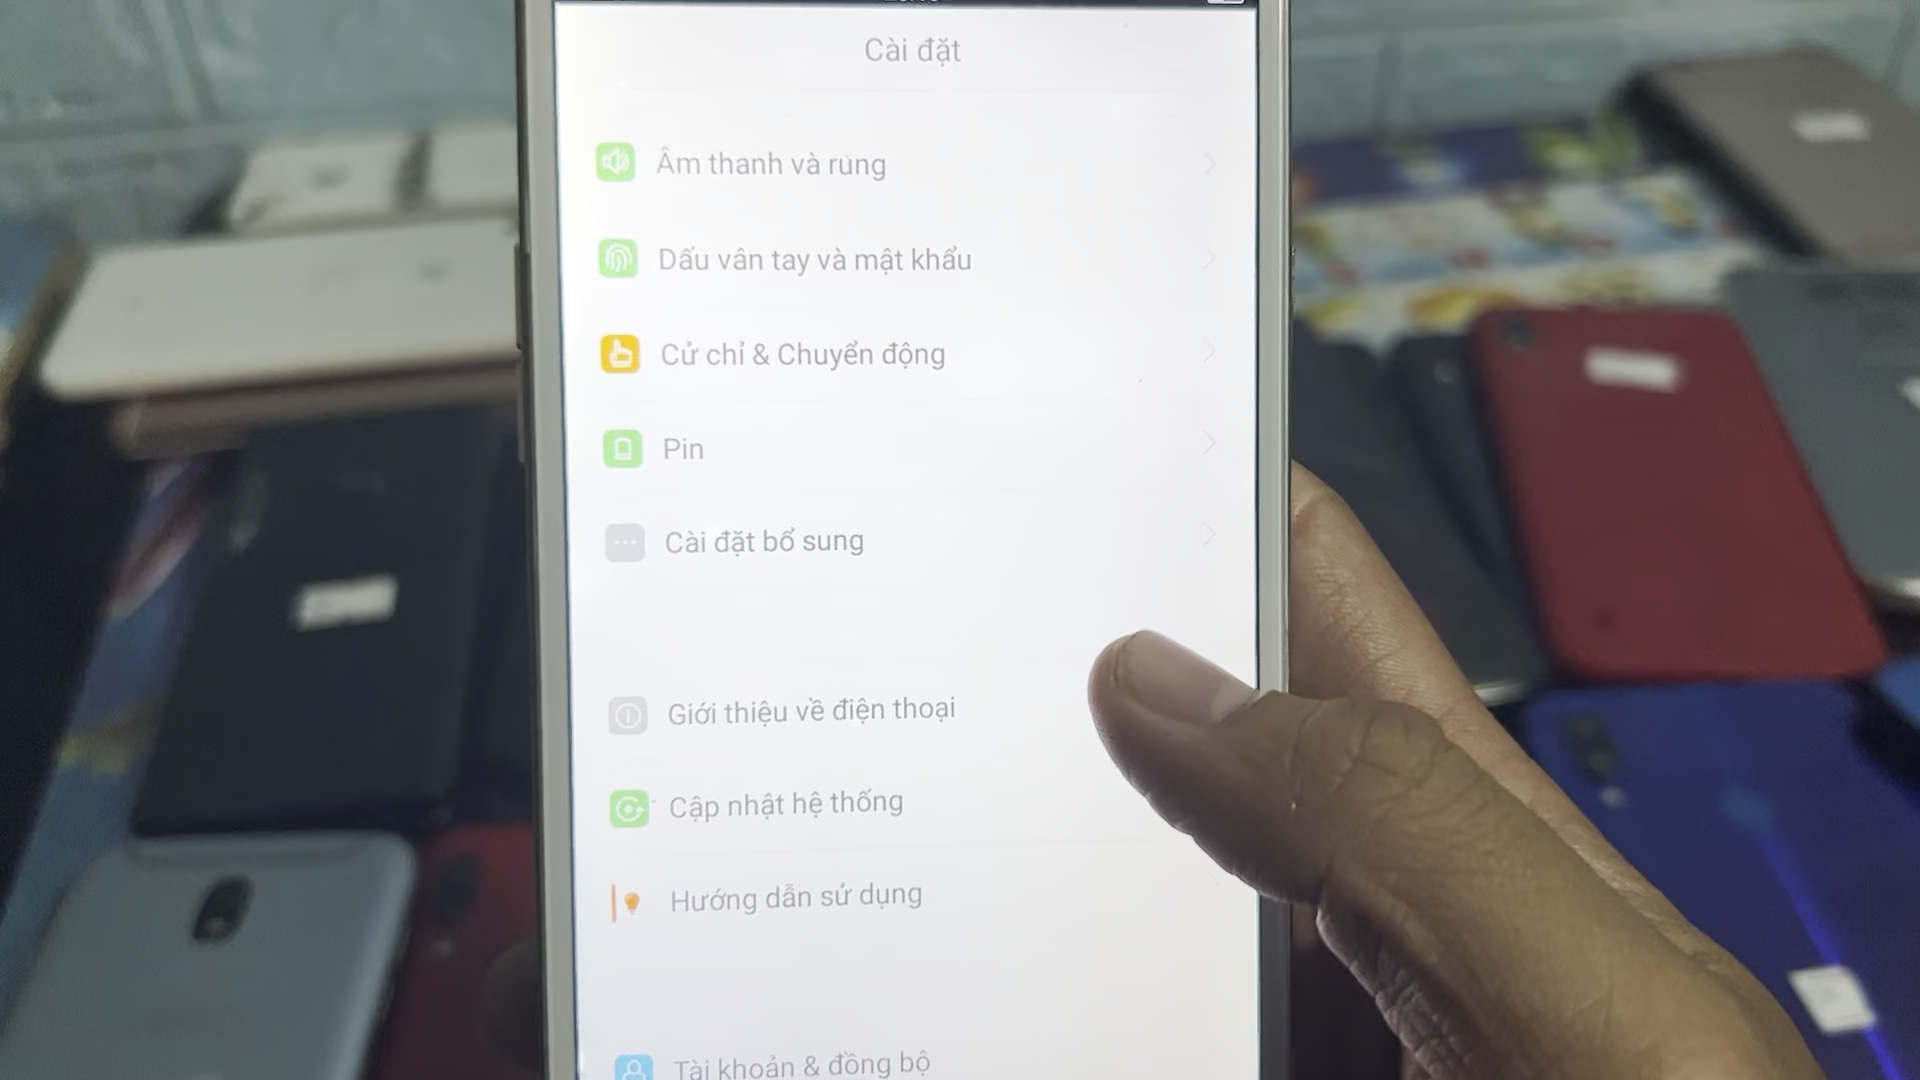 Cài đặt
Âm thanh và rung
Dấu vân tay và mật khẩu
Cử chỉ & Chuyển động
Pin
Cài đặt bổ sung
Giới thiệu về điện thoại
Cập nhật hệ thống
Hướng dẫn sử dụng
Tài khoản & đồng bộ